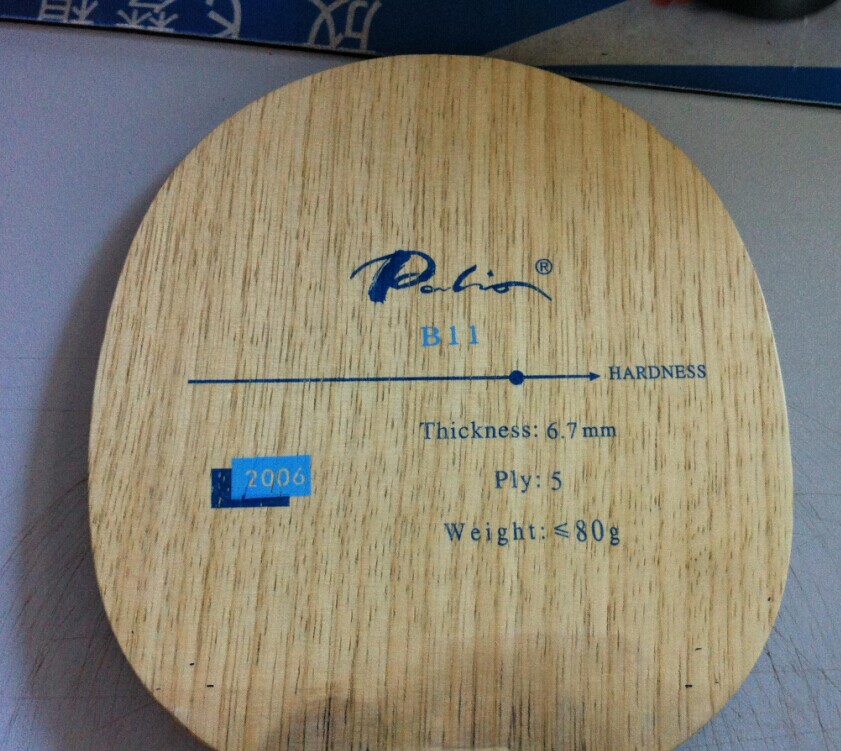 Palio®
B11
HARDNESS
Thickness: 6.7mm
2006
Ply: 5
Weight: ≤80g